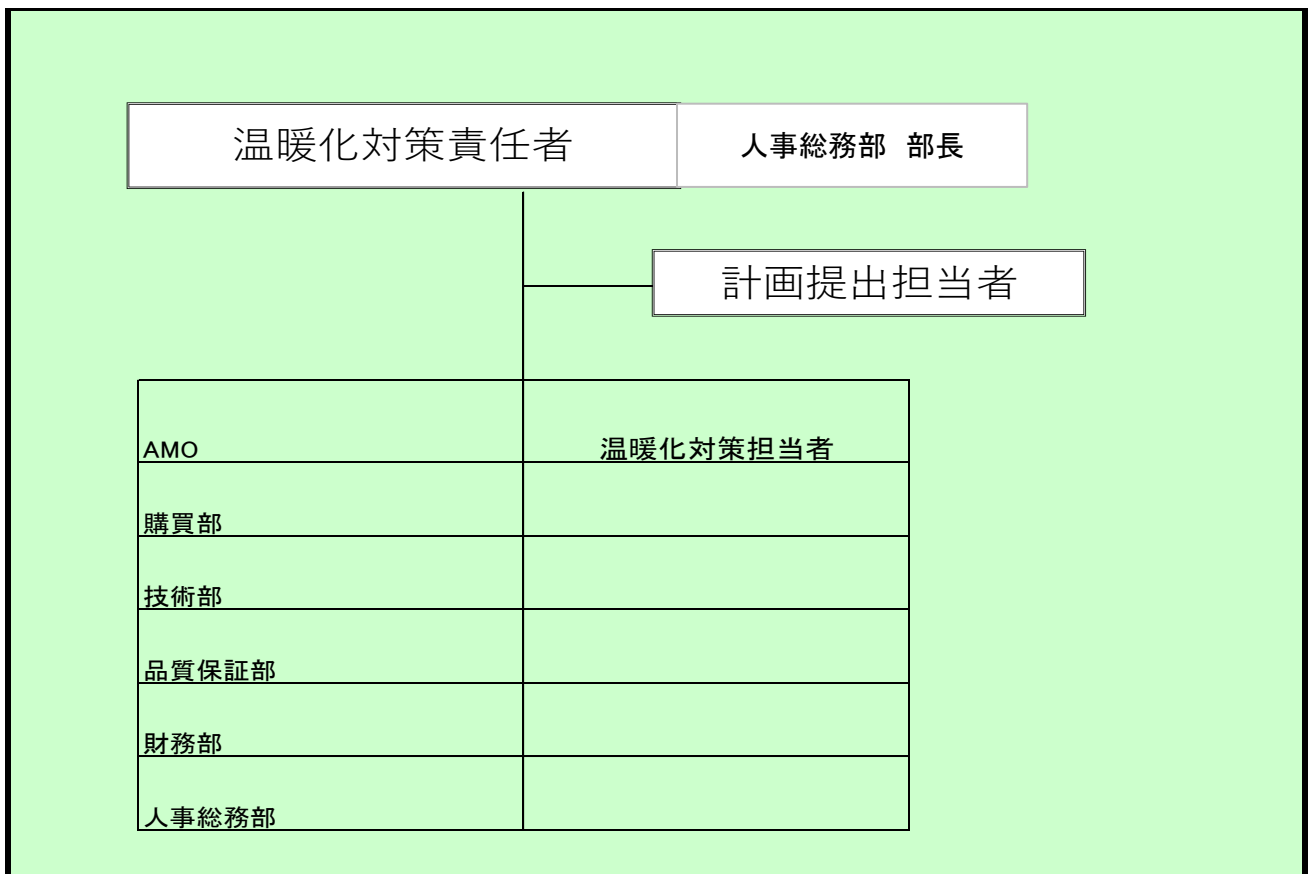 温暖化対策責任者 人事総務部 部長
計画提出担当者
AMO 温暖化対策担当者
購買部
技術部
品質保証部
財務部
人事総務部